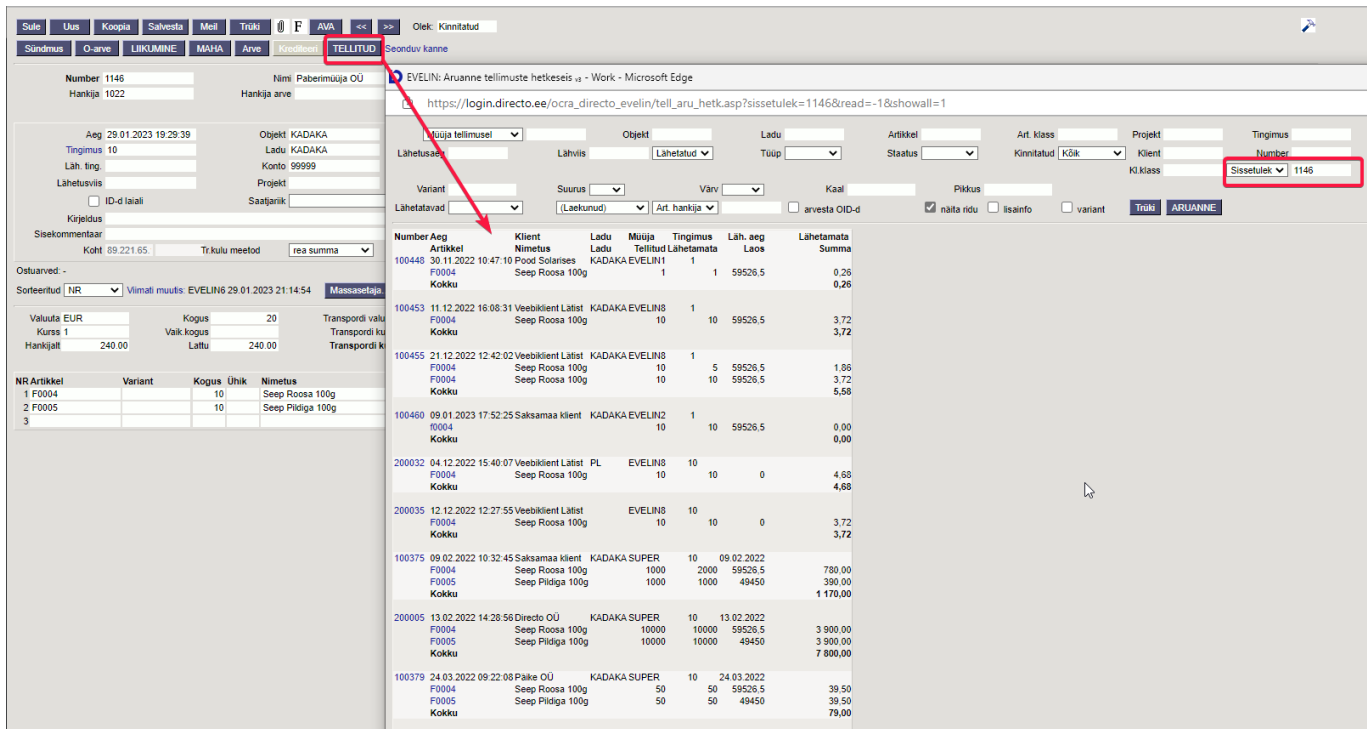 Sule Uus Koopia Salvesta Meil Trüki F AVA << >> Olek: Kinnitatud
Sündmus O-arve LIIKUMINE MAHA Arve Krediteeri TELLITUD Seonduv kanne
Number 1146 Nimi Paberimüüja OÜ
Hankija 1022 Hankija arve
Aeg 29.01.2023 19:29:39 Objekt KADAKA
Tingimus 10 Ladu KADAKA
Läh. ting. Konto 99999
Lähetusviis Projekt
ID-d laiali Saatjariik
Kirjeldus
Sisekommentaar
Koht 89.221.65. Tr.kulu meetod rea summa
Ostuarved: -
Sorteeritud NR Viimati muutis: EVELIN6 29.01.2023 21:14:54 Massasetaja.
Valuuta EUR Kogus 20 Transpordi valu
Kurss 1 Vaik.kogus Transpordi ku
Hankijalt 240.00 Lattu 240.00 Transpordi k
NR Artikkel Variant Kogus Ühik Nimetus
1 F0004 10 Seep Roosa 100g
2 F0005 10 Seep Pildiga 100g
3
EVELIN: Aruanne tellimuste hetkeseis v3 - Work - Microsoft Edge
https://login.directo.ee/ocra_directo_evelin/tell_aru_hetk.asp?sissetulek=1146&read=-1&showall=1
Müüja tellimusel Objekt Ladu Artikkel Art. klass Projekt Tingimus
Lähetusaeg Lähviis Lähetatud Tüüp Staatus Kinnitatud Kõik Klient Number
Kl.klass Sissetulek 1146
Variant Suurus Värv Kaal Pikkus
Lähetatavad (Laekunud) Art. hankija arvesta OID-d näita ridu lisainfo variant Trüki ARUANNE
Number Aeg Klient Ladu Müüja Tingimus Läh. aeg Lähetamata
Artikkel Nimetus Ladu Tellitud Lähetamata Laos Summa
100448 30.11.2022 10:47:10 Pood Solarises KADAKA EVELIN1 1
F0004 Seep Roosa 100g 1 1 59526,5 0,26
Kokku 0,26
100453 11.12.2022 16:08:31 Veebiklient Lätist KADAKA EVELIN8 1
F0004 Seep Roosa 100g 10 10 59526,5 3,72
Kokku 3,72
100455 21.12.2022 12:42:02 Veebiklient Lätist KADAKA EVELIN8 1
F0004 Seep Roosa 100g 10 5 59526,5 1,86
F0004 Seep Roosa 100g 10 10 59526,5 3,72
Kokku 5,58
100460 09.01.2023 17:52:25 Saksamaa klient KADAKA EVELIN2 1
f0004 10 10 59526,5 0,00
Kokku 0,00
200032 04.12.2022 15:40:07 Veebiklient Lätist PL EVELIN8 10
F0004 Seep Roosa 100g 10 10 0 4,68
Kokku 4,68
200035 12.12.2022 12:27:55 Veebiklient Lätist EVELIN8 10
F0004 Seep Roosa 100g 10 10 0 3,72
Kokku 3,72
100375 09.02.2022 10:32:45 Saksamaa klient KADAKA SUPER 10 09.02.2022
F0004 Seep Roosa 100g 1000 2000 59526,5 780,00
F0005 Seep Pildiga 100g 1000 1000 49450 390,00
Kokku 1 170,00
200005 13.02.2022 14:28:56 Directo OÜ KADAKA SUPER 10 13.02.2022
F0004 Seep Roosa 100g 10000 10000 59526,5 3 900,00
F0005 Seep Pildiga 100g 10000 10000 49450 3 900,00
Kokku 7 800,00
100379 24.03.2022 09:22:08 Päike OÜ KADAKA SUPER 10 24.03.2022
F0004 Seep Roosa 100g 50 50 59526,5 39,50
F0005 Seep Pildiga 100g 50 50 49450 39,50
Kokku 79,00